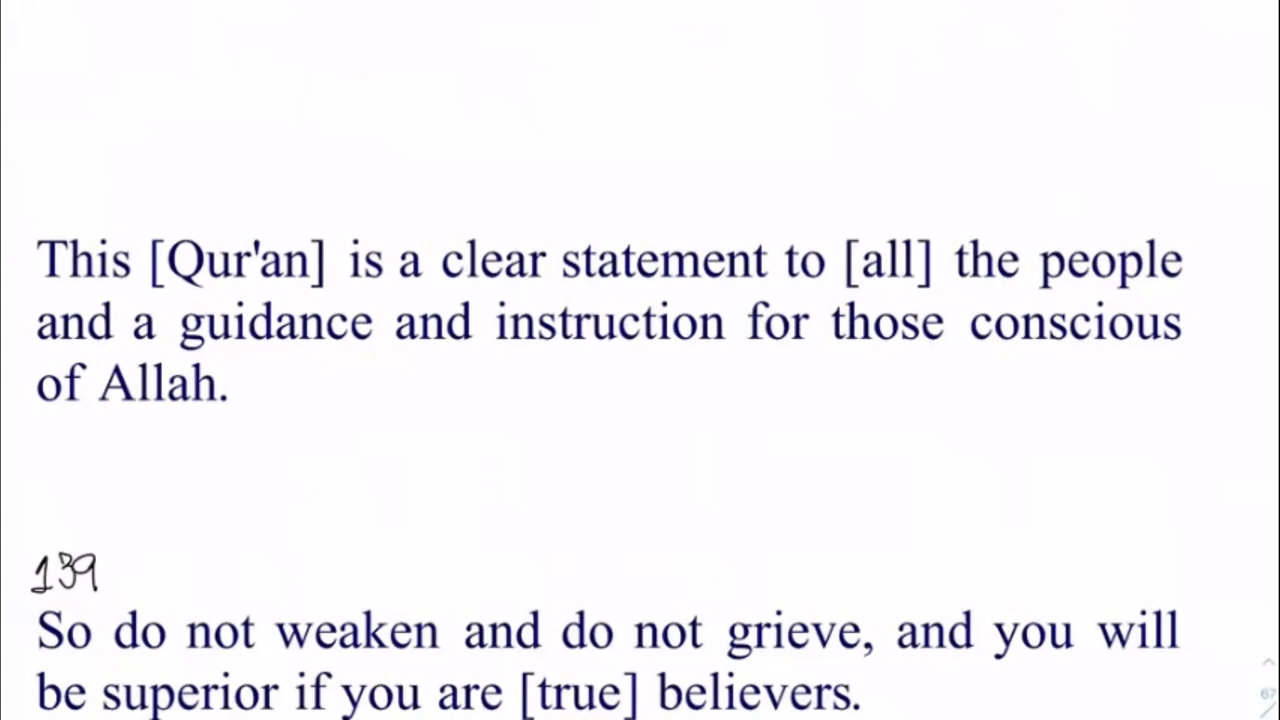 This [Qur'an] is a clear statement to [all] the people
and a guidance and instruction for those conscious
of Allah.
139
So do not weaken and do not grieve, and you will
be superior if you are [true] believers.
67